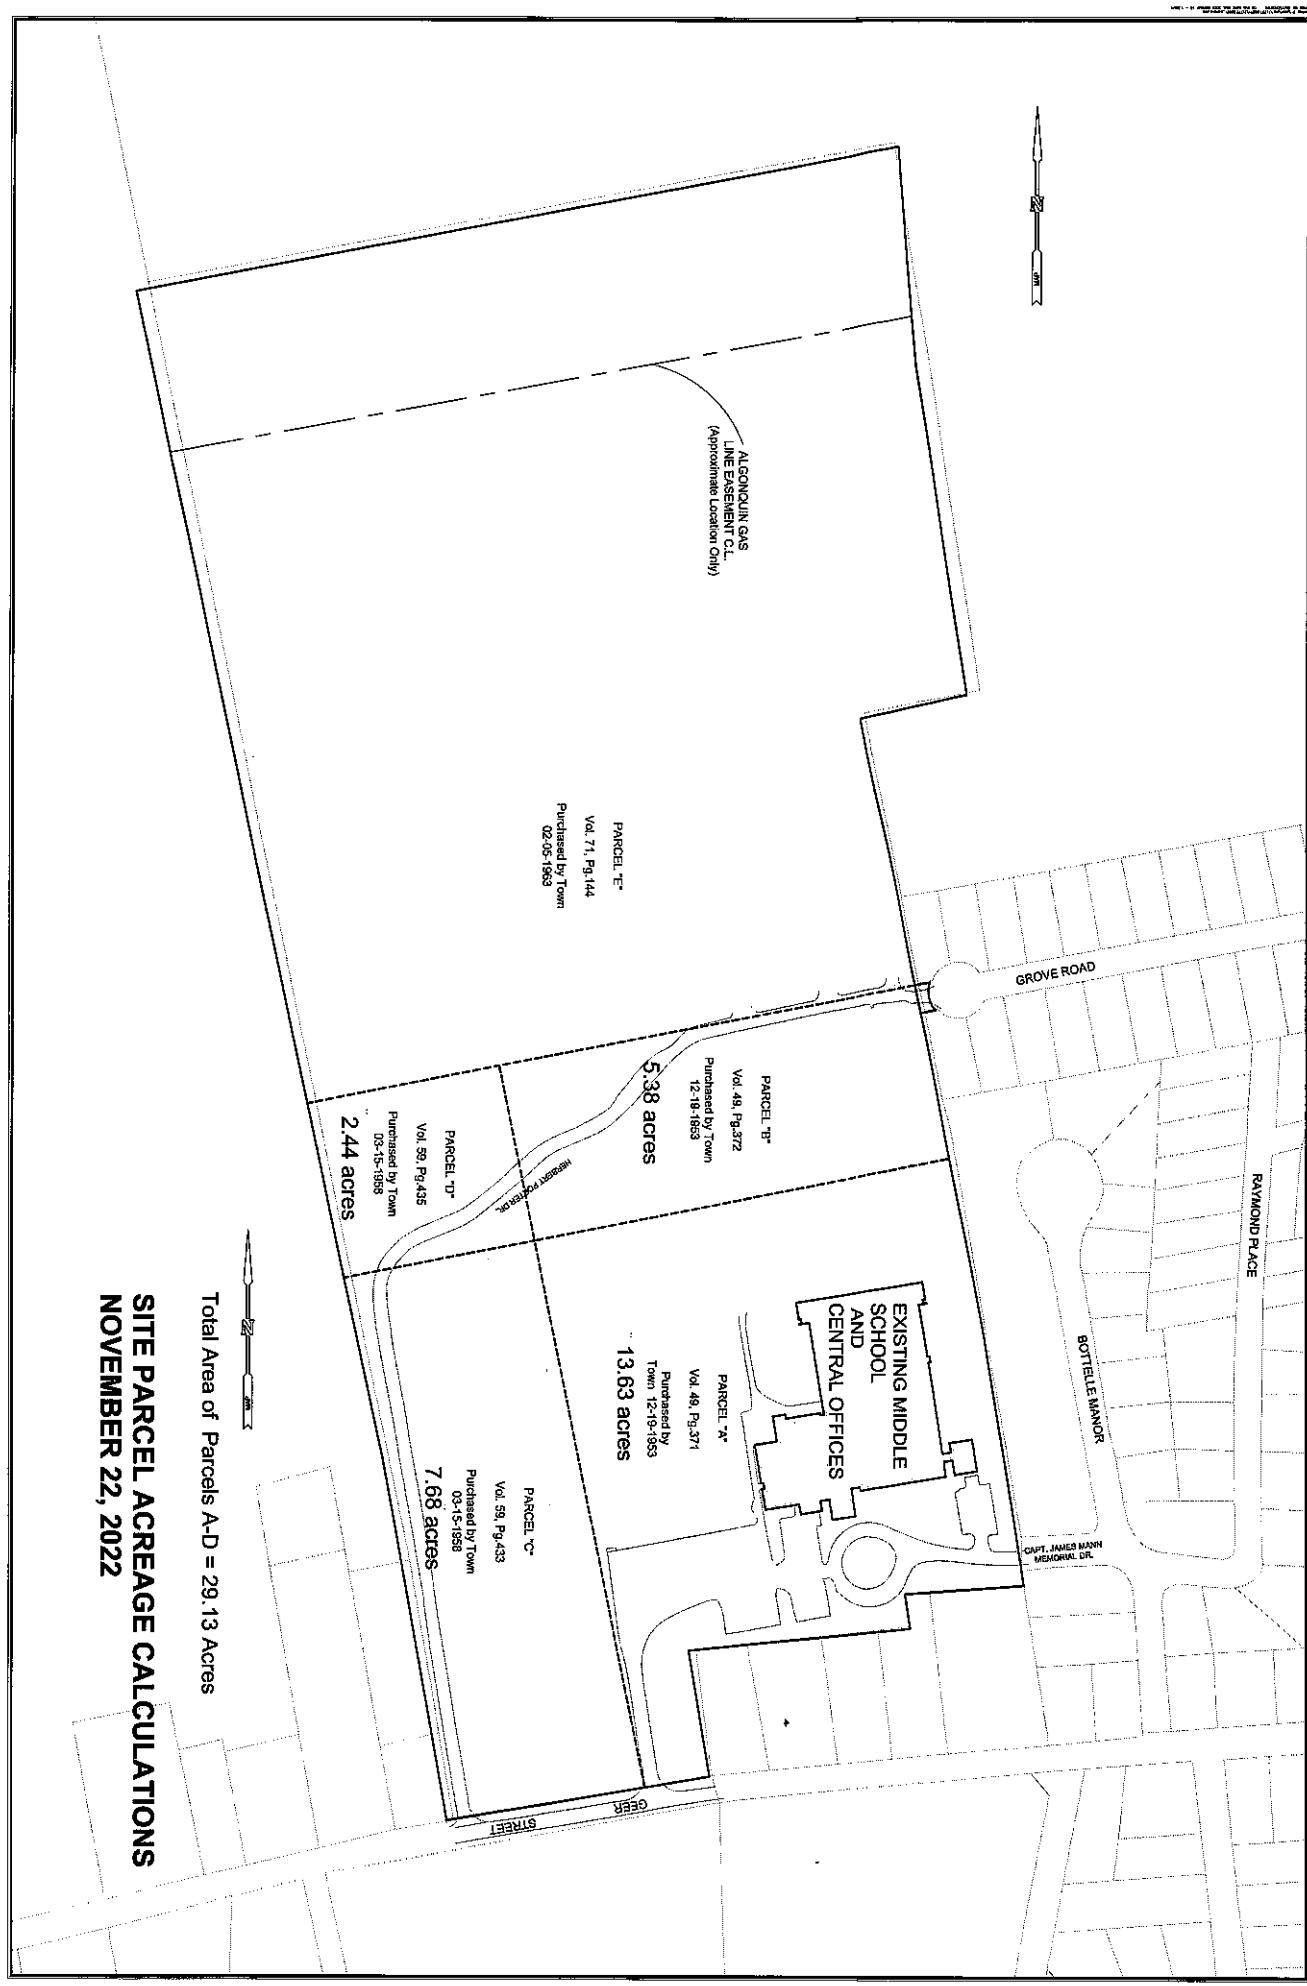 ALGONQUIN GAS
LINE EASEMENT C.L.
(Approximate Location Only)
PARCEL "E"
Vol. 71, Pg.144
Purchased by Town
02-05-1963
GROVE ROAD
RAYMOND PLACE
BOTTELLE MANOR
PARCEL "B"
Vol. 49, Pg.372
Purchased by Town
12-19-1953
5.38 acres
HERBERT PORTER DR.
PARCEL "D"
Vol. 59, Pg.435
Purchased by Town
03-15-1958
2.44 acres
EXISTING MIDDLE
SCHOOL
AND
CENTRAL OFFICES
PARCEL "A"
Vol. 49, Pg.371
Purchased by
Town 12-19-1953
13.63 acres
CAPT. JAMES MANN
MEMORIAL DR.
PARCEL "C"
Vol. 59, Pg.433
Purchased by Town
03-15-1958
7.68 acres
GEER
STREET
Total Area of Parcels A-D = 29.13 Acres
SITE PARCEL ACREAGE CALCULATIONS
NOVEMBER 22, 2022